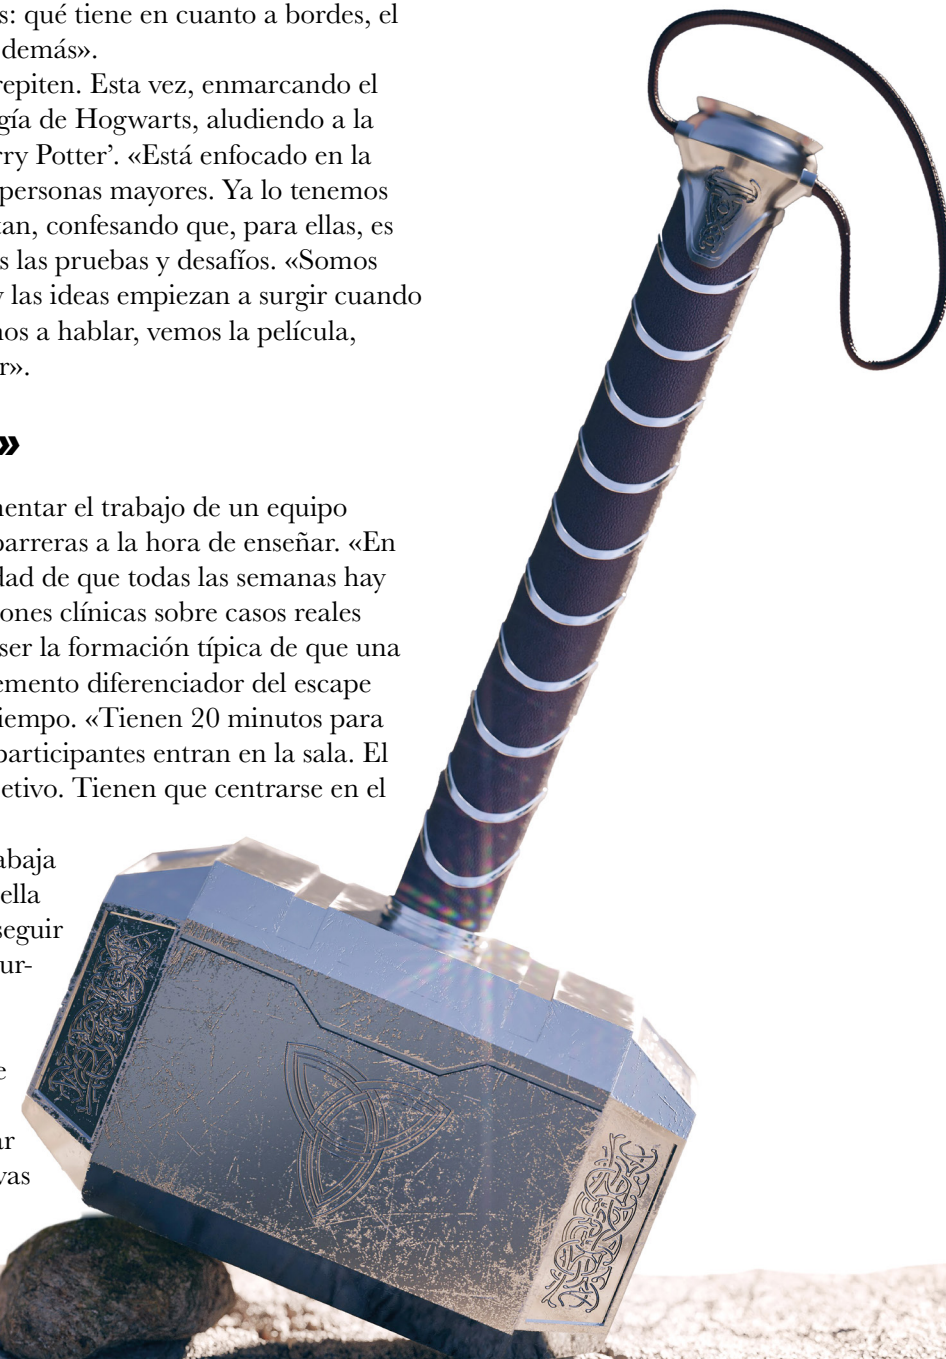 s: qué tiene en cuanto a bordes, el
demás».
repiten. Esta vez, enmarcando el
gía de Hogwarts, aludiendo a la
rry Potter’. «Está enfocado en la
personas mayores. Ya lo tenemos
tan, confesando que, para ellas, es
s las pruebas y desafíos. «Somos
y las ideas empiezan a surgir cuando
nos a hablar, vemos la película,
r».
»
nentar el trabajo de un equipo
barreras a la hora de enseñar. «En
dad de que todas las semanas hay
ones clínicas sobre casos reales
ser la formación típica de que una
emento diferenciador del escape
tiempo. «Tienen 20 minutos para
participantes entran en la sala. El
etivo. Tienen que centrarse en el
abaja
ella
seguir
ur-
e
ar
vas